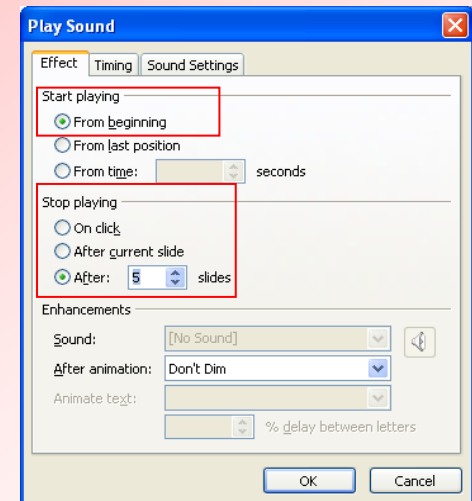 Play Sound
Effect Timing Sound Settings
Start playing
From beginning
From last position
From time: seconds
Stop playing
On click
After current slide
After: 5 slides
Enhancements
Sound: [No Sound]
After animation: Don't Dim
Animate text:
% delay between letters
OK Cancel